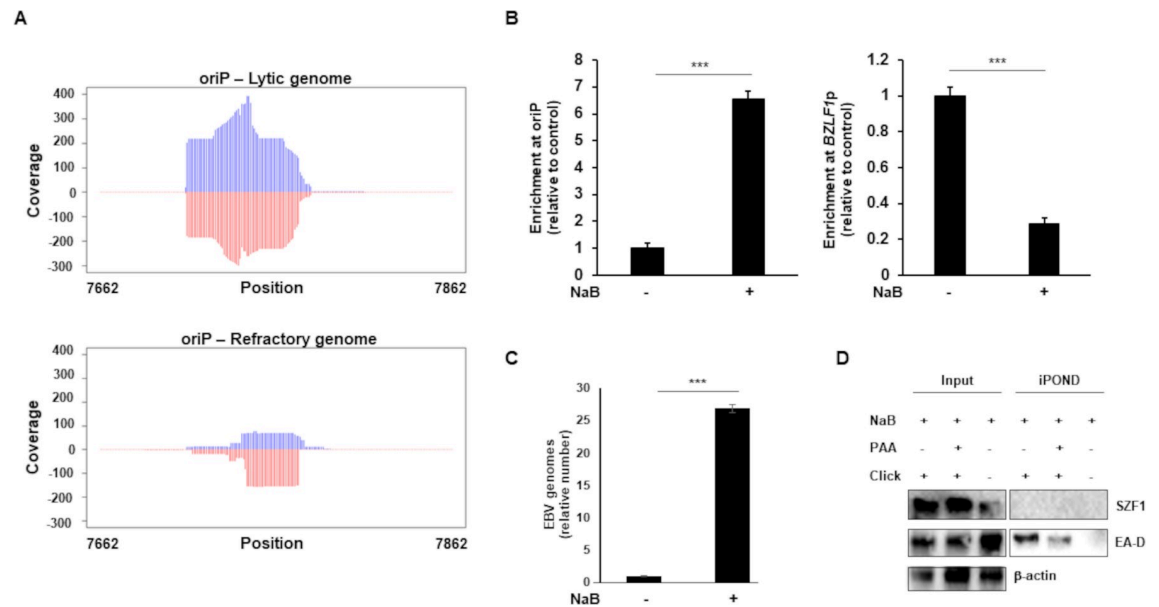 A
oriP – Lytic genome
Coverage
400
300
200
100
0
-100
-200
-300
7662 Position 7862
oriP – Refractory genome
Coverage
400
300
200
100
0
-100
-200
-300
7662 Position 7862
B
Enrichment at oriP
(relative to control)
8
7
6
5
4
3
2
1
0
***
NaB - +
Enrichment at BZLF1p
(relative to control)
1.2
1
0.8
0.6
0.4
0.2
0
***
NaB - +
C
EBV genomes
(relative number)
30
25
20
15
10
5
0
***
NaB - +
D
Input iPOND
NaB + + + + + +
PAA - + - - + -
Click + + - + + -
SZF1
EA-D
β-actin